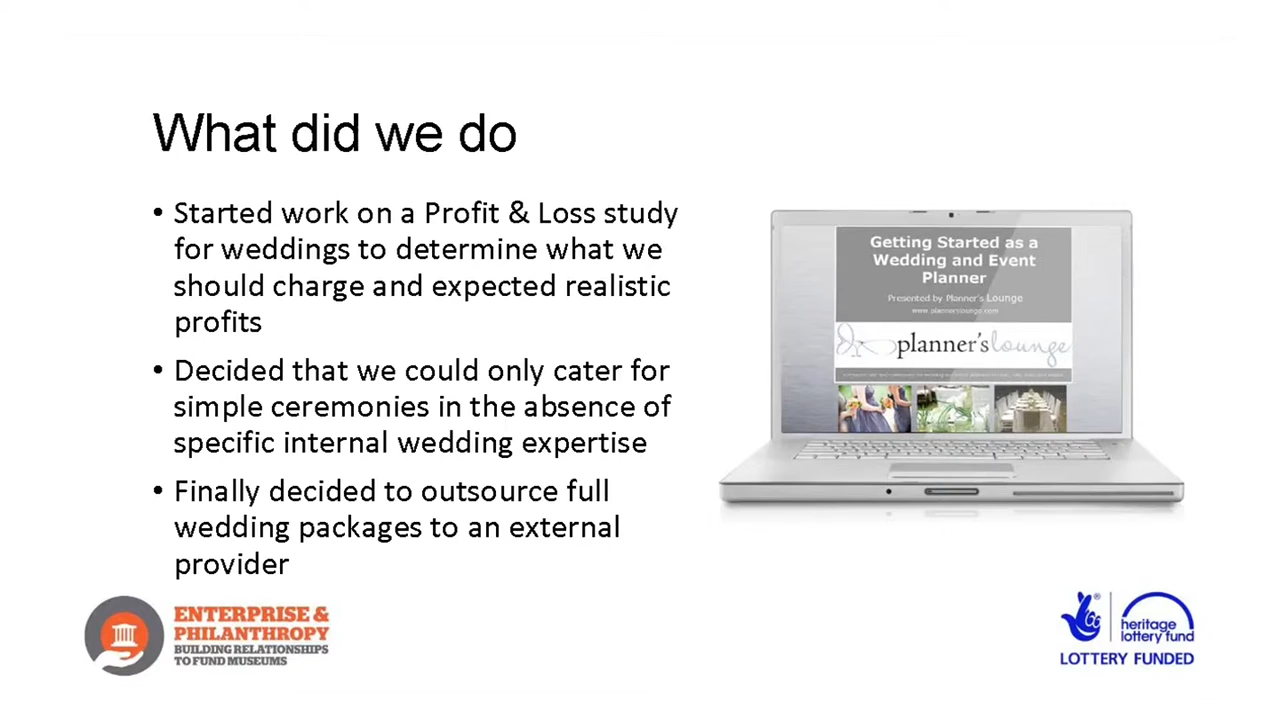 What did we do
• Started work on a Profit & Loss study
for weddings to determine what we
should charge and expected realistic
profits
• Decided that we could only cater for
simple ceremonies in the absence of
specific internal wedding expertise
• Finally decided to outsource full
wedding packages to an external
provider
Getting Started as a
Wedding and Event
Planner
Presented by Planner's Lounge
www.plannerslounge.com
planner's lounge
ENTERPRISE &
PHILANTHROPY
BUILDING RELATIONSHIPS
TO FUND MUSEUMS
heritage
lottery fund
LOTTERY FUNDED